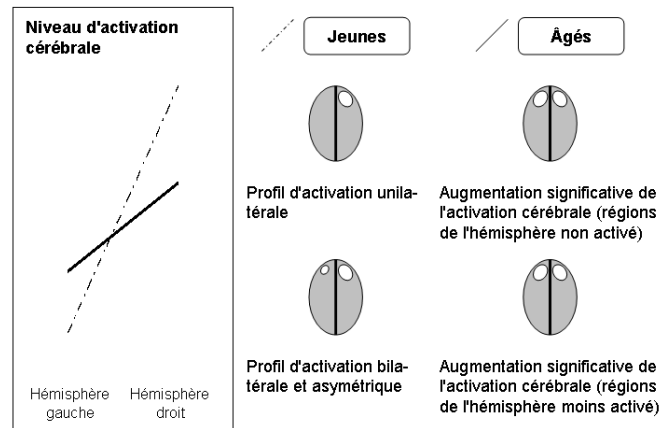 Niveau d'activation
cérébrale
Hémisphère
gauche
Hémisphère
droit
Jeunes
Âgés
Profil d'activation unila-
térale
Augmentation significative de
l'activation cérébrale (régions
de l'hémisphère non activé)
Profil d'activation bila-
térale et asymétrique
Augmentation significative de
l'activation cérébrale (régions
de l'hémisphère moins activé)